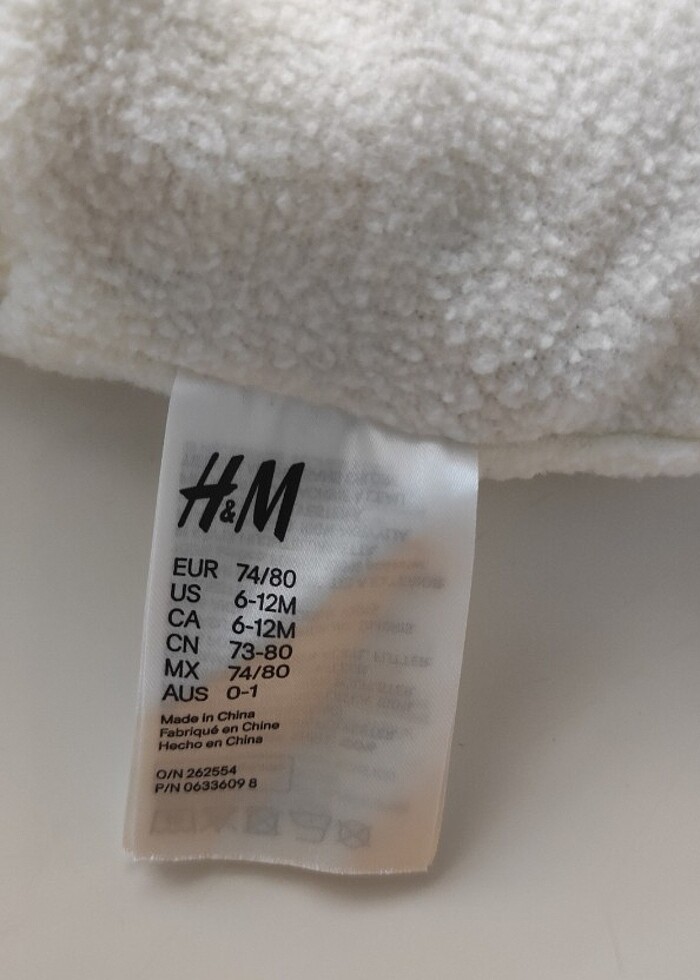 H&M
EUR 74/80
US 6-12M
CA 6-12M
CN 73-80
MX 74/80
AUS 0-1
Made in China
Fabriqué en Chine
Hecho en China
O/N 262554
P/N 0633609 8